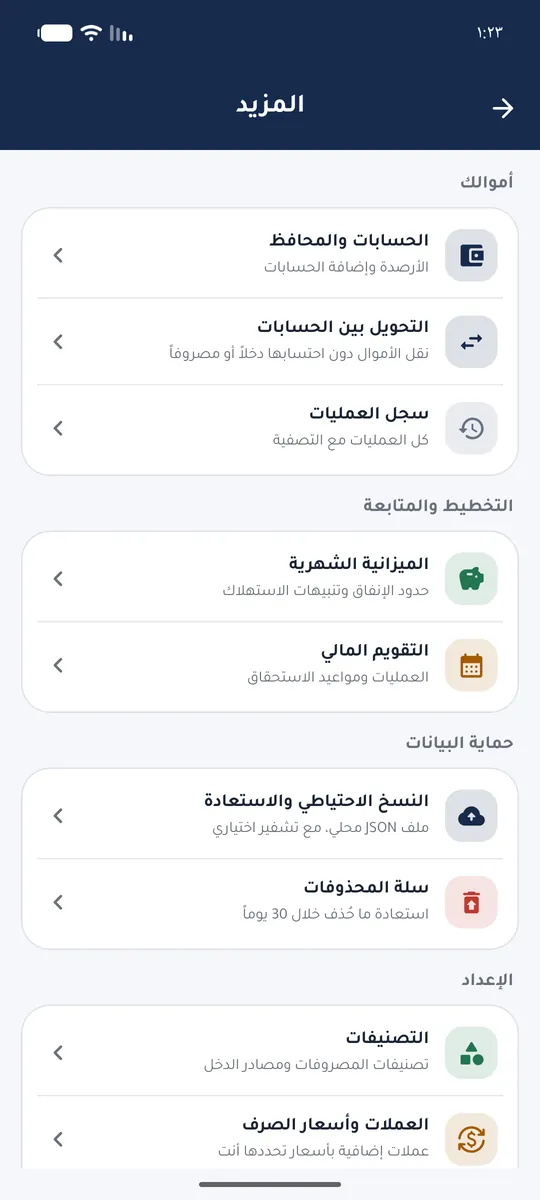 ١:٢٣
المزيد
أموالك
الحسابات والمحافظ
الأرصدة وإضافة الحسابات
التحويل بين الحسابات
نقل الأموال دون احتسابها دخلاً أو مصروفاً
سجل العمليات
كل العمليات مع التصفية
التخطيط والمتابعة
الميزانية الشهرية
حدود الإنفاق وتنبيهات الاستهلاك
التقويم المالي
العمليات ومواعيد الاستحقاق
حماية البيانات
النسخ الاحتياطي والاستعادة
ملف JSON محلي، مع تشفير اختياري
سلة المحذوفات
استعادة ما حُذف خلال 30 يوماً
الإعداد
التصنيفات
تصنيفات المصروفات ومصادر الدخل
العملات وأسعار الصرف
عملات إضافية بأسعار تحددها أنت